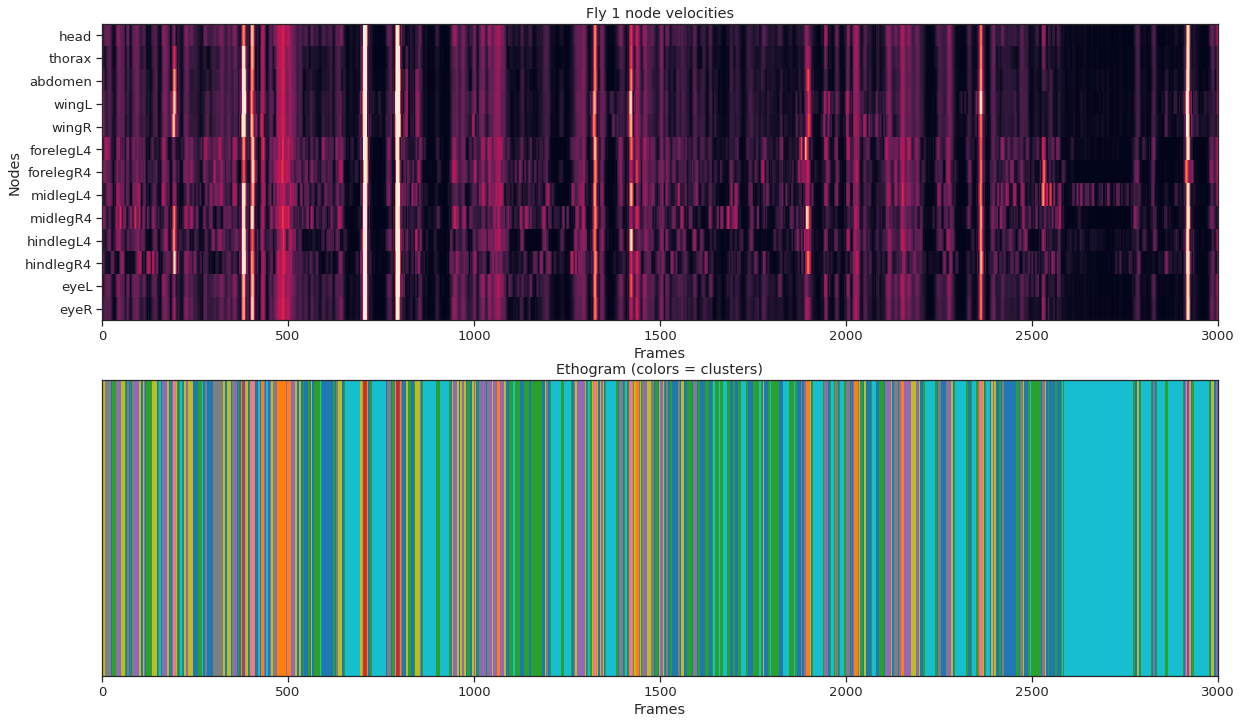 Fly 1 node velocities
head
thorax
abdomen
wingL
wingR
forelegL4
forelegR4
midlegL4
midlegR4
hindlegL4
hindlegR4
eyeL
eyeR
Nodes
0 500 1000 1500 2000 2500 3000
Frames
Ethogram (colors = clusters)
0 500 1000 1500 2000 2500 3000
Frames